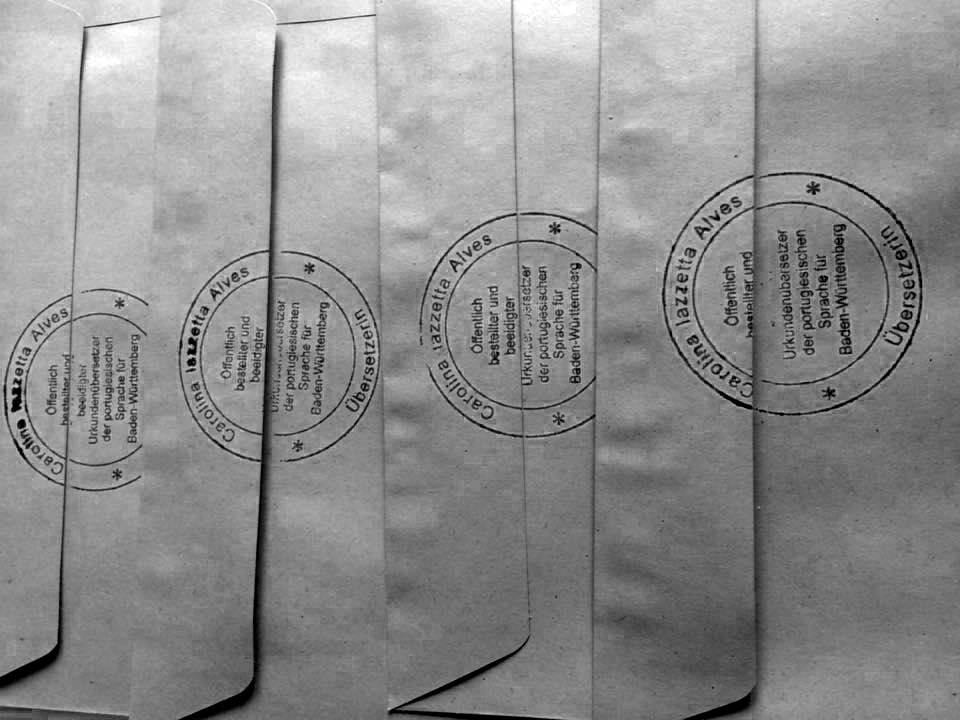 Carolina Iazzetta Alves
Öffentlich
bestellter und
beeidigter
Urkundenübersetzer
der portugiesischen
Sprache für
Baden-Württemberg
* *
Carolina Iazzetta Alves
Öffentlich
bestellter und
beeidigter
Urkundenübersetzer
der portugiesischen
Sprache für
Baden-Württemberg
* *
Übersetzerin
Carolina Iazzetta Alves
Öffentlich
bestellter und
beeidigter
Urkundenübersetzer
der portugiesischen
Sprache für
Baden-Württemberg
* *
Carolina Iazzetta Alves
Öffentlich
bestellter und
Urkundenübersetzer
der portugiesischen
Sprache für
Baden-Württemberg
* *
Übersetzerin